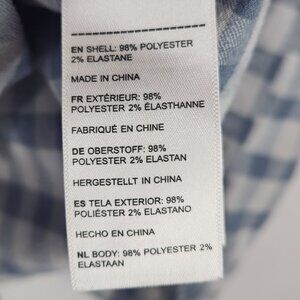 EN SHELL: 98% POLYESTER
2% ELASTANE
MADE IN CHINA
FR EXTÉRIEUR: 98%
POLYESTER 2% ÉLASTHANNE
FABRIQUÉ EN CHINE
DE OBERSTOFF: 98%
POLYESTER 2% ELASTAN
HERGESTELLT IN CHINA
ES TELA EXTERIOR: 98%
POLIÉSTER 2% ELASTANO
HECHO EN CHINA
NL BODY: 98% POLYESTER 2%
ELASTAAN